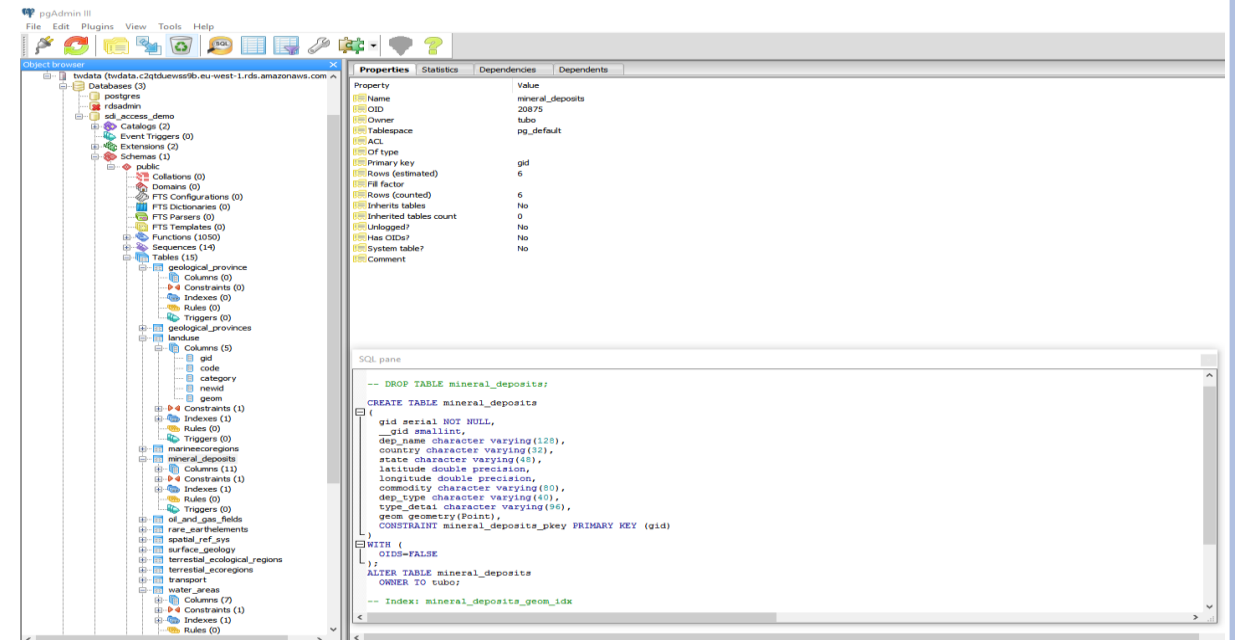 pgAdmin III
File Edit Plugins View Tools Help
SQL
Object browser
twdata (twdata.c2qtduewss9b.eu-west-1.rds.amazonaws.com
Databases (3)
postgres
rdsadmin
sdi_access_demo
Catalogs (2)
Event Triggers (0)
Extensions (2)
Schemas (1)
public
Collations (0)
Domains (0)
FTS Configurations (0)
FTS Dictionaries (0)
FTS Parsers (0)
FTS Templates (0)
Functions (1050)
Sequences (14)
Tables (15)
geological_province
Columns (0)
Constraints (0)
Indexes (0)
Rules (0)
Triggers (0)
geological_provinces
landuse
Columns (5)
gid
code
category
newid
geom
Constraints (1)
Indexes (1)
Rules (0)
Triggers (0)
marineecoregions
mineral_deposits
Columns (11)
Constraints (1)
Indexes (1)
Rules (0)
Triggers (0)
oil_and_gas_fields
rare_earthelements
spatial_ref_sys
surface_geology
terrestial_ecological_regions
terrestial_ecoregions
transport
water_areas
Columns (7)
Constraints (1)
Indexes (1)
Rules (0)
Properties Statistics Dependencies Dependents
Property Value
Name mineral_deposits
OID 20875
Owner tubo
Tablespace pg_default
ACL
Of type
Primary key gid
Rows (estimated) 6
Fill factor
Rows (counted) 6
Inherits tables No
Inherited tables count 0
Unlogged? No
Has OIDs? No
System table? No
Comment
SQL pane
-- DROP TABLE mineral_deposits;
CREATE TABLE mineral_deposits
(
gid serial NOT NULL,
__gid smallint,
dep_name character varying(128),
country character varying(32),
state character varying(48),
latitude double precision,
longitude double precision,
commodity character varying(80),
dep_type character varying(40),
type_detai character varying(96),
geom geometry(Point),
CONSTRAINT mineral_deposits_pkey PRIMARY KEY (gid)
)
WITH (
OIDS=FALSE
);
ALTER TABLE mineral_deposits
OWNER TO tubo;
-- Index: mineral_deposits_geom_idx